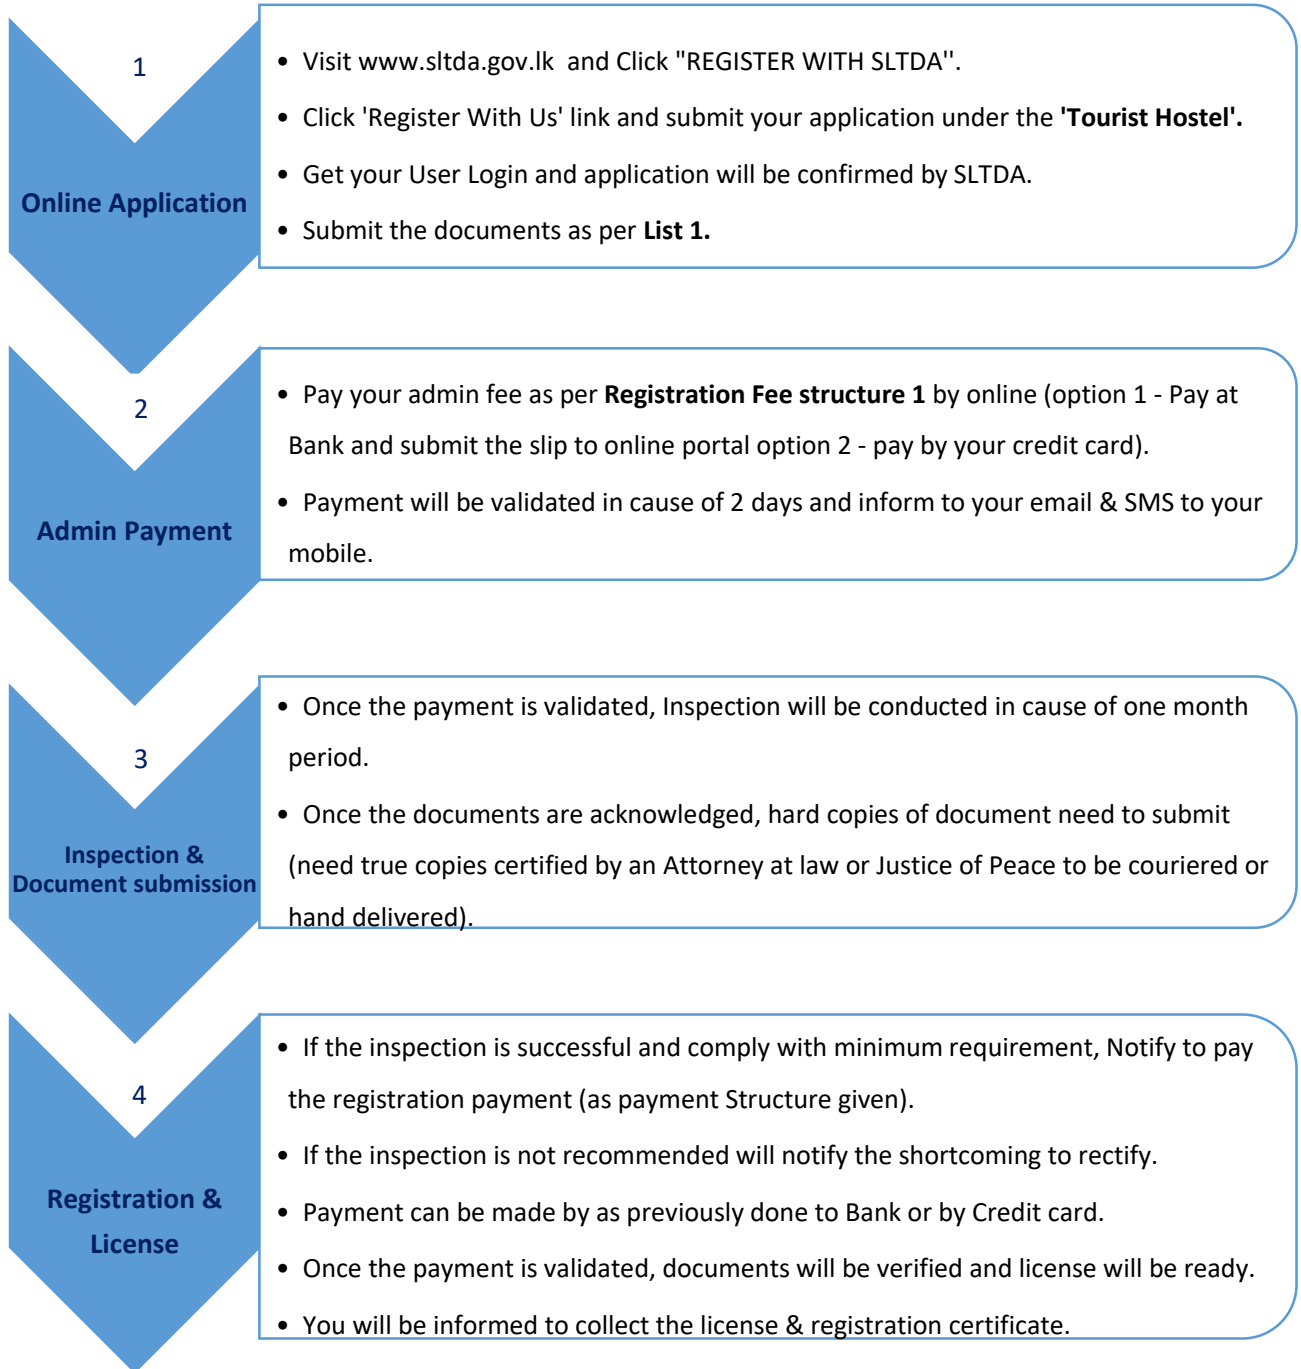 1
Online Application
• Visit www.sltda.gov.lk  and Click "REGISTER WITH SLTDA''.
• Click 'Register With Us' link and submit your application under the 'Tourist Hostel'.
• Get your User Login and application will be confirmed by SLTDA.
• Submit the documents as per List 1.
2
Admin Payment
• Pay your admin fee as per Registration Fee structure 1 by online (option 1 - Pay at
Bank and submit the slip to online portal option 2 - pay by your credit card).
• Payment will be validated in cause of 2 days and inform to your email & SMS to your
mobile.
3
Inspection &
Document submission
• Once the payment is validated, Inspection will be conducted in cause of one month
period.
• Once the documents are acknowledged, hard copies of document need to submit
(need true copies certified by an Attorney at law or Justice of Peace to be couriered or
hand delivered).
4
Registration &
License
• If the inspection is successful and comply with minimum requirement, Notify to pay
the registration payment (as payment Structure given).
• If the inspection is not recommended will notify the shortcoming to rectify.
• Payment can be made by as previously done to Bank or by Credit card.
• Once the payment is validated, documents will be verified and license will be ready.
• You will be informed to collect the license & registration certificate.